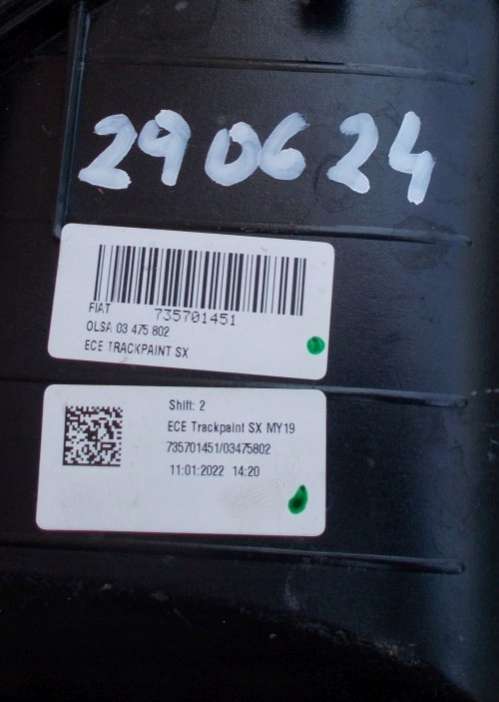 290624
FIAT 735701451
OLSA 03 475 802
ECE TRACKPAINT SX
Shift: 2
ECE Trackpaint SX MY19
735701451/03475802
11:01:2022 14:20